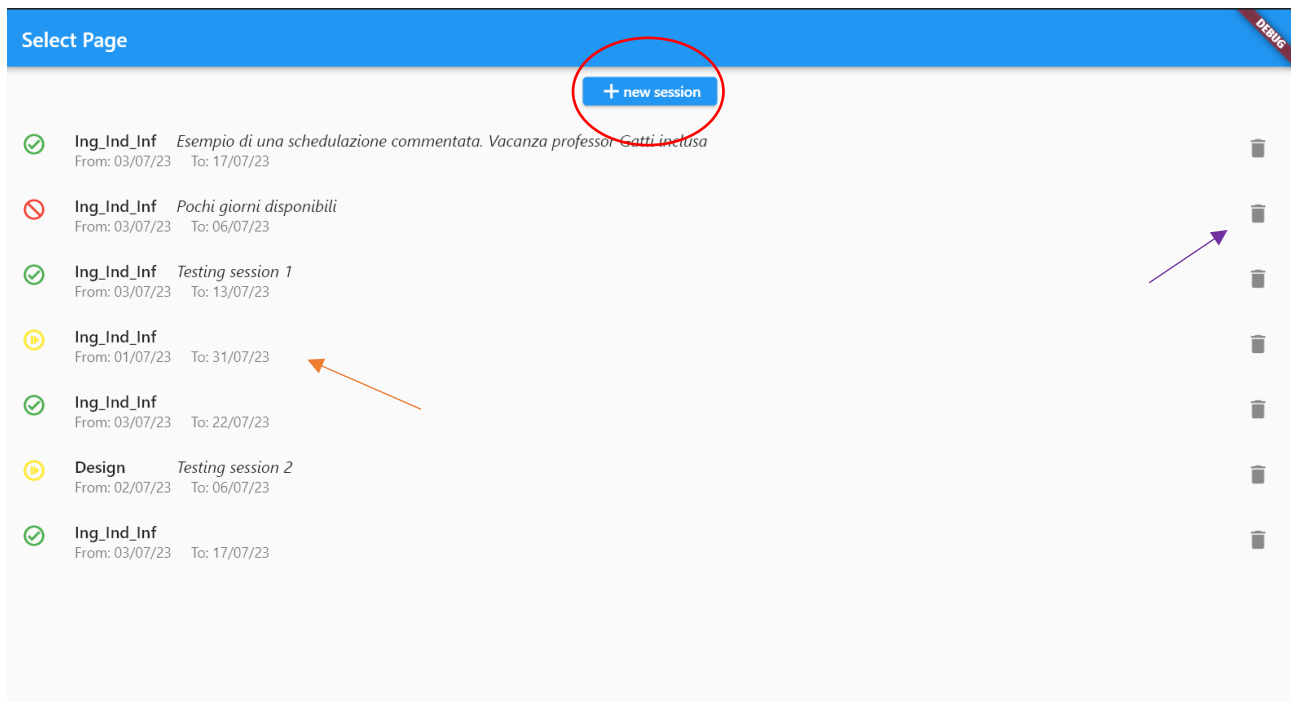 Select Page
DEBUG
new session
Ing_Ind_Inf Esempio di una schedulazione commentata. Vacanza professor Gatti inclusa
From: 03/07/23 To: 17/07/23
Ing_Ind_Inf Pochi giorni disponibili
From: 03/07/23 To: 06/07/23
Ing_Ind_Inf Testing session 1
From: 03/07/23 To: 13/07/23
Ing_Ind_Inf
From: 01/07/23 To: 31/07/23
Ing_Ind_Inf
From: 03/07/23 To: 22/07/23
Design Testing session 2
From: 02/07/23 To: 06/07/23
Ing_Ind_Inf
From: 03/07/23 To: 17/07/23